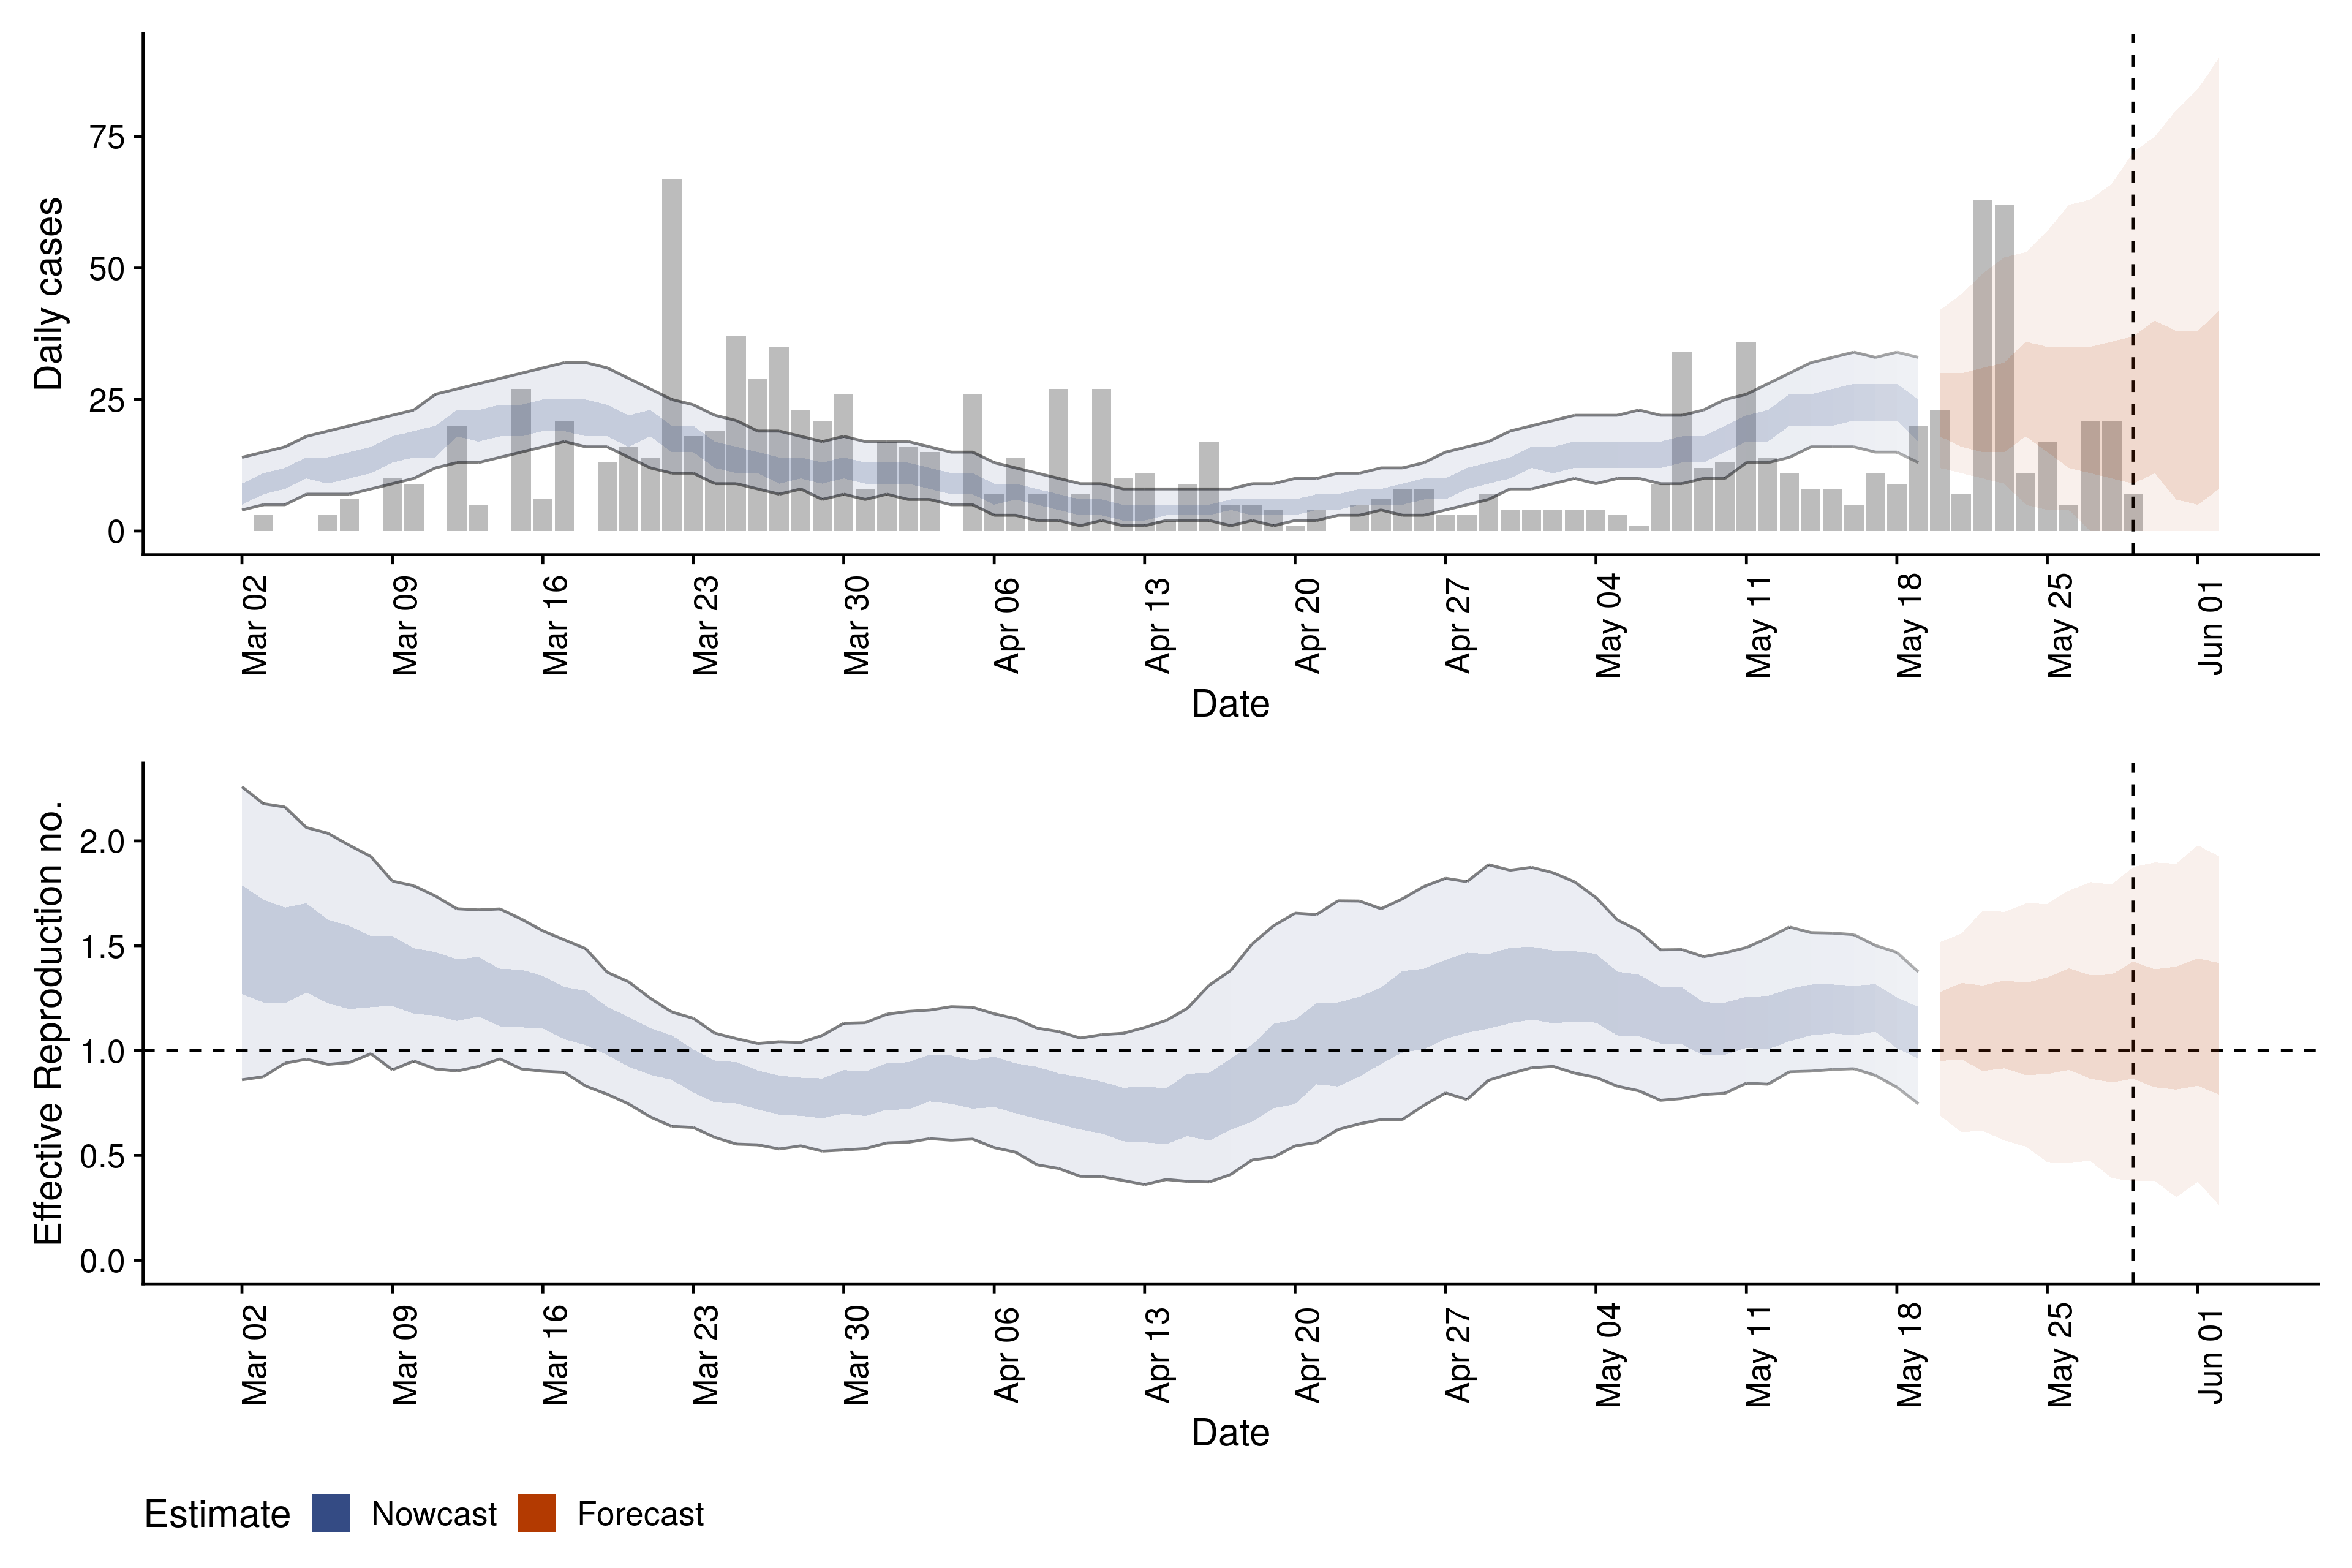 Daily cases
75
50
25
0
Mar 02
Mar 09
Mar 16
Mar 23
Mar 30
Apr 06
Apr 13
Apr 20
Apr 27
May 04
May 11
May 18
May 25
Jun 01
Date
Effective Reproduction no.
2.0
1.5
1.0
0.5
0.0
Mar 02
Mar 09
Mar 16
Mar 23
Mar 30
Apr 06
Apr 13
Apr 20
Apr 27
May 04
May 11
May 18
May 25
Jun 01
Date
Estimate Nowcast Forecast